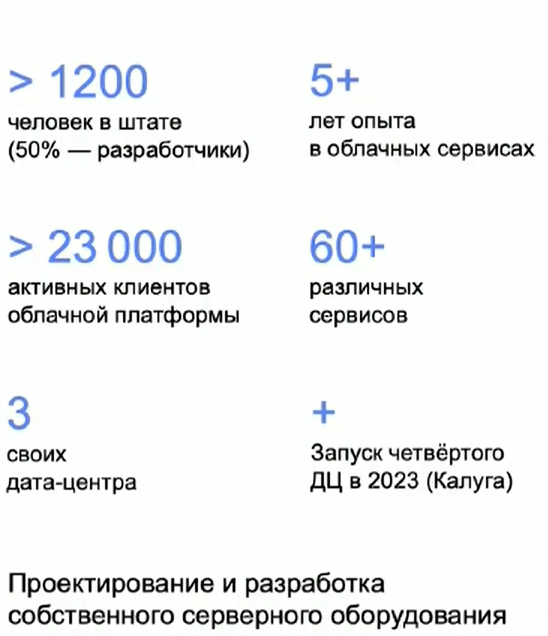 > 1200
человек в штате
(50% — разработчики)
5+
лет опыта
в облачных сервисах
> 23 000
активных клиентов
облачной платформы
60+
различных
сервисов
3
своих
дата-центра
+
Запуск четвёртого
ДЦ в 2023 (Калуга)
Проектирование и разработка
собственного серверного оборудования